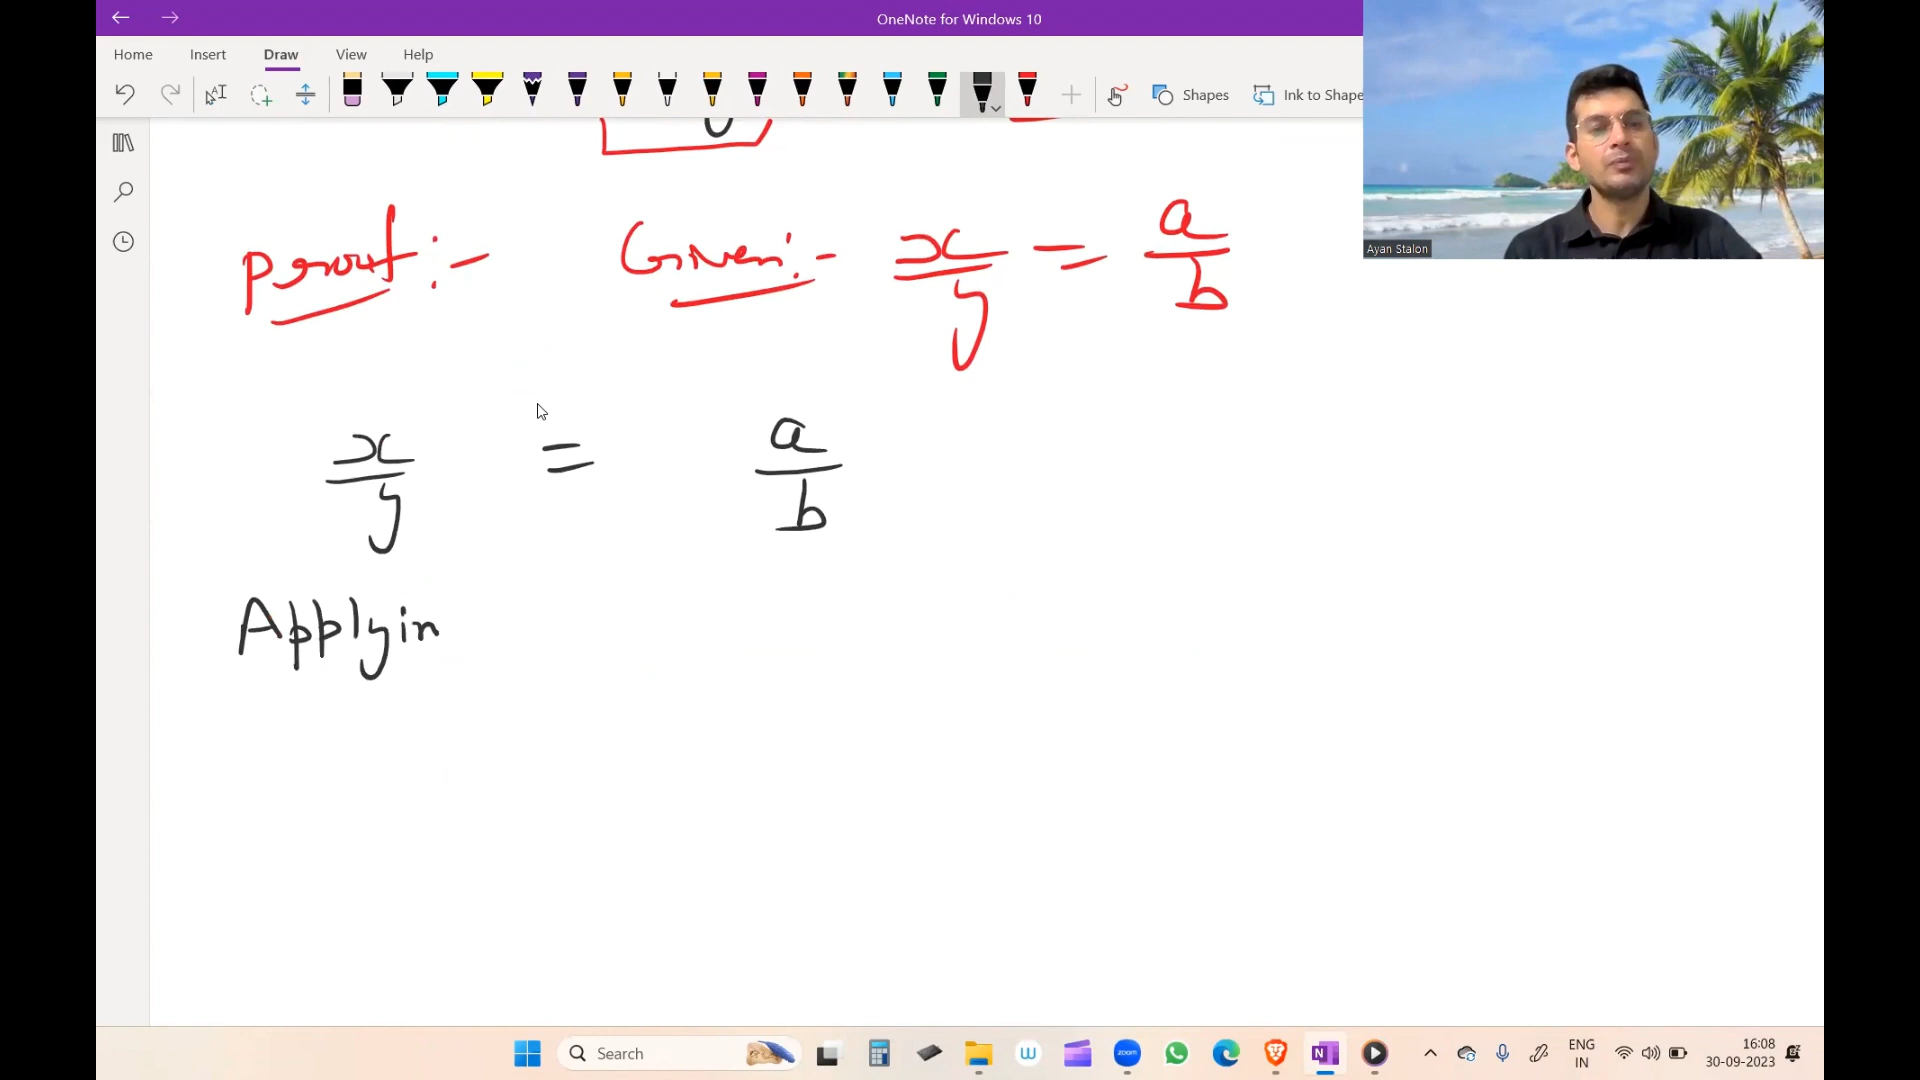 OneNote for Windows 10
Home Insert Draw View Help
Shapes Ink to Shape
Ayan Stalon
Proof :- Given :- x/y = a/b
x/y = a/b
Applyin
Search
W zoom N
ENG
IN
16:08
30-09-2023